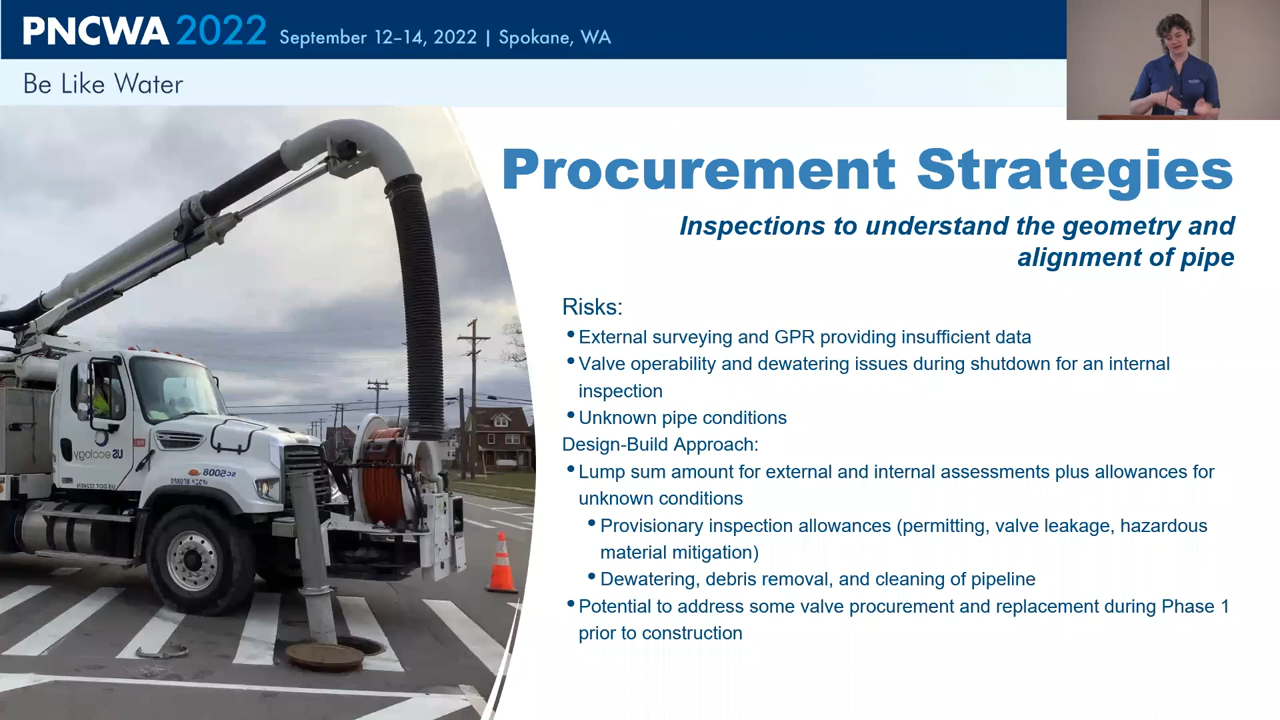 PNCWA 2022 September 12–14, 2022 | Spokane, WA
Be Like Water
Procurement Strategies
Inspections to understand the geometry and
alignment of pipe
Risks:
•External surveying and GPR providing insufficient data
•Valve operability and dewatering issues during shutdown for an internal
inspection
•Unknown pipe conditions
Design-Build Approach:
•Lump sum amount for external and internal assessments plus allowances for
unknown conditions
•Provisionary inspection allowances (permitting, valve leakage, hazardous
material mitigation)
•Dewatering, debris removal, and cleaning of pipeline
•Potential to address some valve procurement and replacement during Phase 1
prior to construction
US ecology